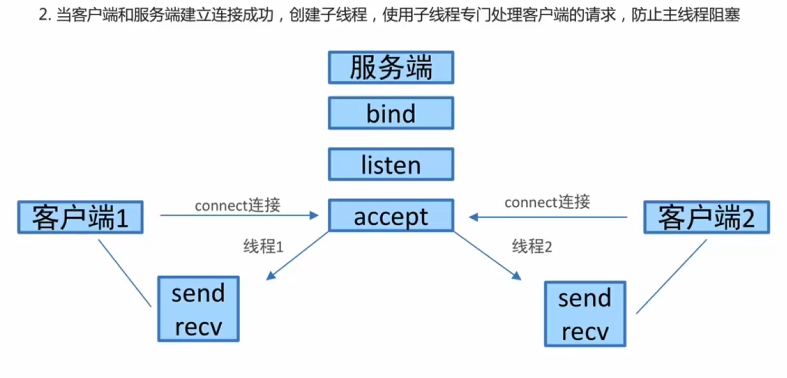 2. 当客户端和服务端建立连接成功，创建子线程，使用子线程专门处理客户端的请求，防止主线程阻塞
服务端
bind
listen
客户端1
connect连接
accept
connect连接
客户端2
线程1
线程2
send
recv
send
recv